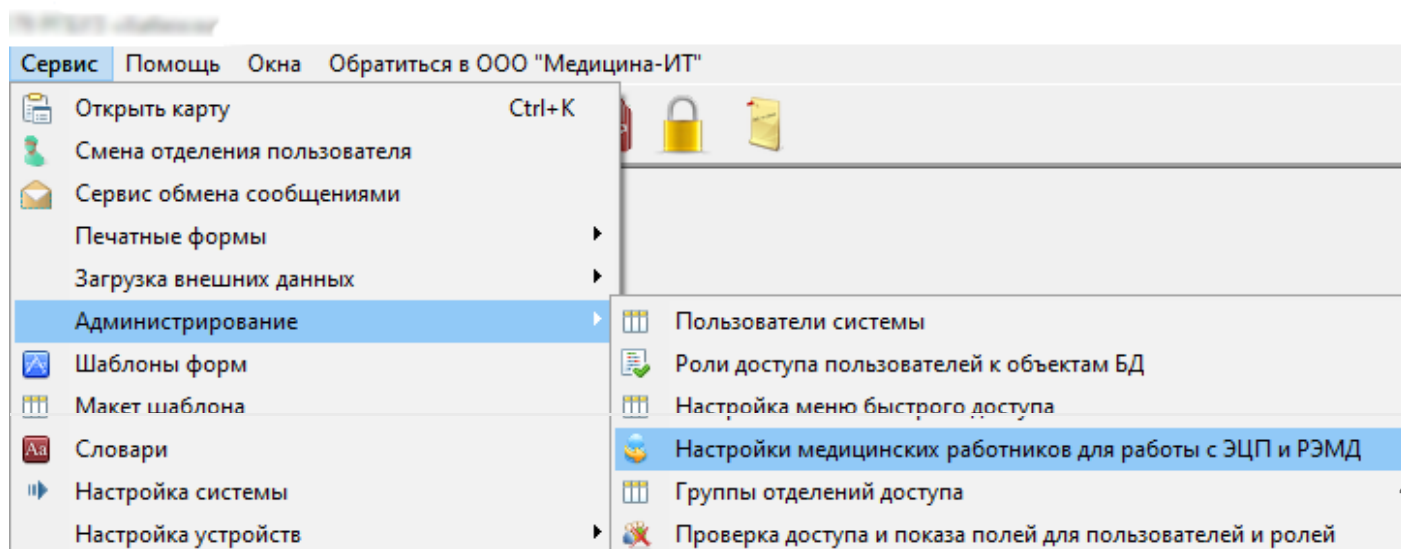 Сервис Помощь Окна Обратиться в ООО "Медицина-ИТ"
Открыть карту Ctrl+K
Смена отделения пользователя
Сервис обмена сообщениями
Печатные формы
Загрузка внешних данных
Администрирование
Шаблоны форм
Макет шаблона
Словари
Настройка системы
Настройка устройств
Пользователи системы
Роли доступа пользователей к объектам БД
Настройка меню быстрого доступа
Настройки медицинских работников для работы с ЭЦП и РЭМД
Группы отделений доступа
Проверка доступа и показа полей для пользователей и ролей